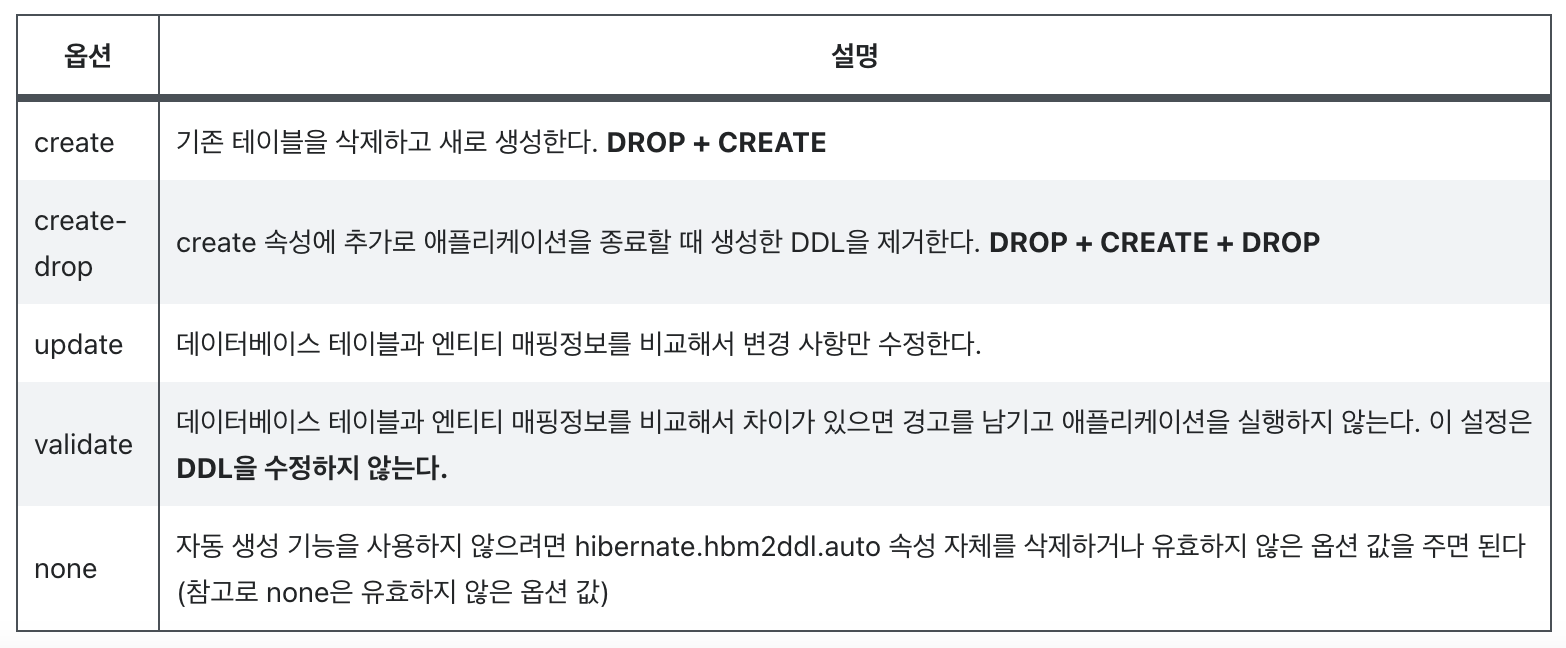 옵션 설명
create 기존 테이블을 삭제하고 새로 생성한다. DROP + CREATE
create-
drop
create 속성에 추가로 애플리케이션을 종료할 때 생성한 DDL을 제거한다. DROP + CREATE + DROP
update 데이터베이스 테이블과 엔티티 매핑정보를 비교해서 변경 사항만 수정한다.
validate
데이터베이스 테이블과 엔티티 매핑정보를 비교해서 차이가 있으면 경고를 남기고 애플리케이션을 실행하지 않는다. 이 설정은
DDL을 수정하지 않는다.
none
자동 생성 기능을 사용하지 않으려면 hibernate.hbm2ddl.auto 속성 자체를 삭제하거나 유효하지 않은 옵션 값을 주면 된다
(참고로 none은 유효하지 않은 옵션 값)